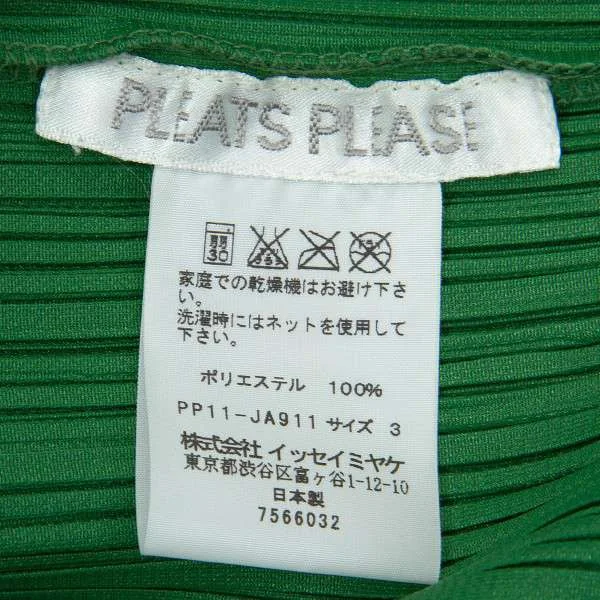 PLEATS PLEASE
30
家庭での乾燥機はお避け下さ
い。
洗濯時にはネットを使用して
下さい。
ポリエステル 100%
PP11-JA911 サイズ 3
株式会社 イッセイミヤケ
東京都渋谷区富ヶ谷1-12-10
日本製
7566032